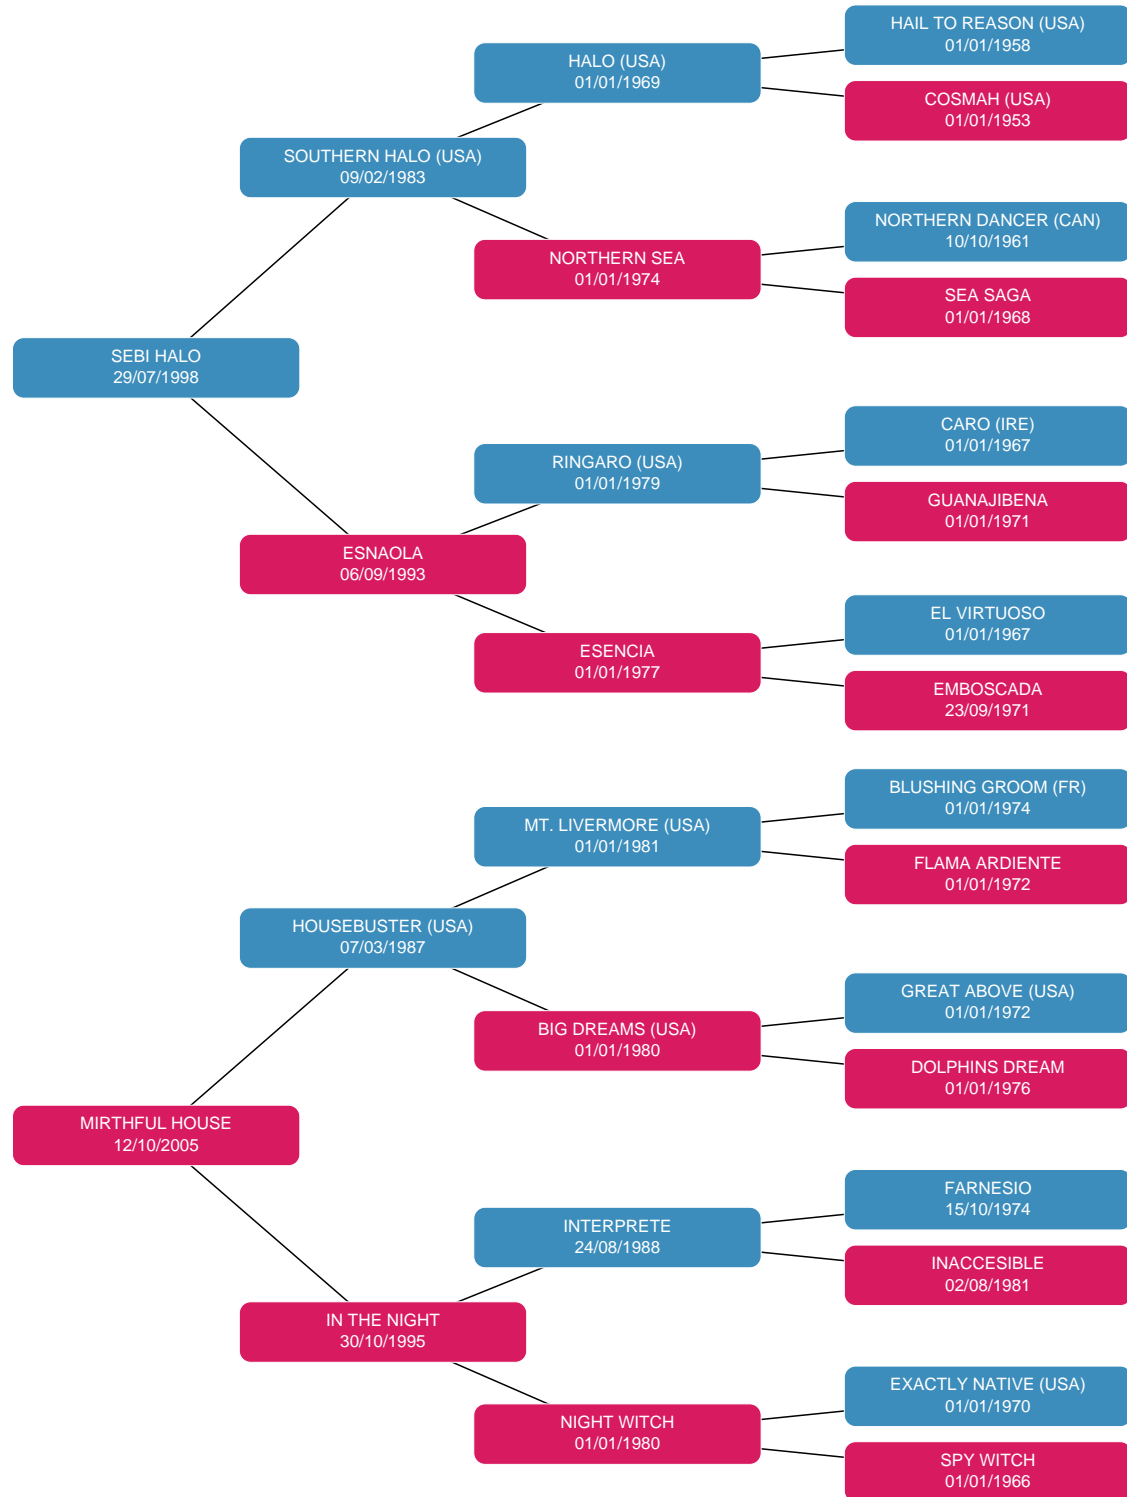 HAIL TO REASON (USA)
01/01/1958
HALO (USA)
01/01/1969
COSMAH (USA)
01/01/1953
SOUTHERN HALO (USA)
09/02/1983
NORTHERN DANCER (CAN)
10/10/1961
NORTHERN SEA
01/01/1974
SEA SAGA
01/01/1968
SEBI HALO
29/07/1998
CARO (IRE)
01/01/1967
RINGARO (USA)
01/01/1979
GUANAJIBENA
01/01/1971
ESNAOLA
06/09/1993
EL VIRTUOSO
01/01/1967
ESENCIA
01/01/1977
EMBOSCADA
23/09/1971
BLUSHING GROOM (FR)
01/01/1974
MT. LIVERMORE (USA)
01/01/1981
FLAMA ARDIENTE
01/01/1972
HOUSEBUSTER (USA)
07/03/1987
GREAT ABOVE (USA)
01/01/1972
BIG DREAMS (USA)
01/01/1980
DOLPHINS DREAM
01/01/1976
MIRTHFUL HOUSE
12/10/2005
FARNESIO
15/10/1974
INTERPRETE
24/08/1988
INACCESIBLE
02/08/1981
IN THE NIGHT
30/10/1995
EXACTLY NATIVE (USA)
01/01/1970
NIGHT WITCH
01/01/1980
SPY WITCH
01/01/1966